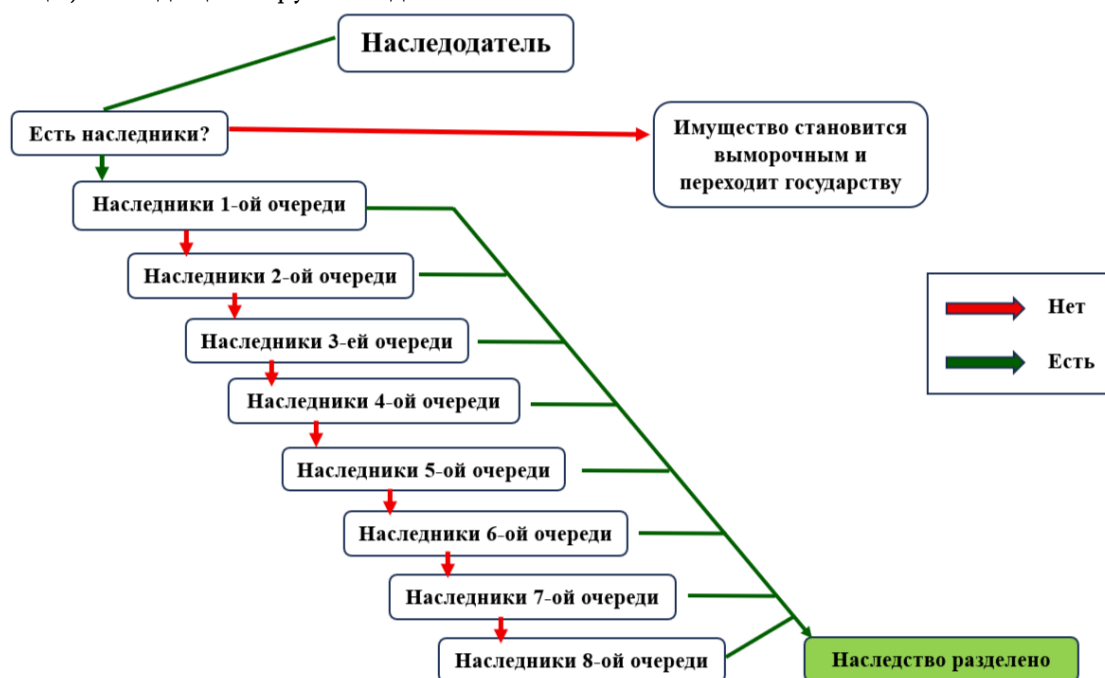 Наследодатель
Есть наследники?
Имущество становится
выморочным и
переходит государству
Наследники 1-ой очереди
Наследники 2-ой очереди
Нет
Наследники 3-ей очереди
Есть
Наследники 4-ой очереди
Наследники 5-ой очереди
Наследники 6-ой очереди
Наследники 7-ой очереди
Наследники 8-ой очереди
Наследство разделено